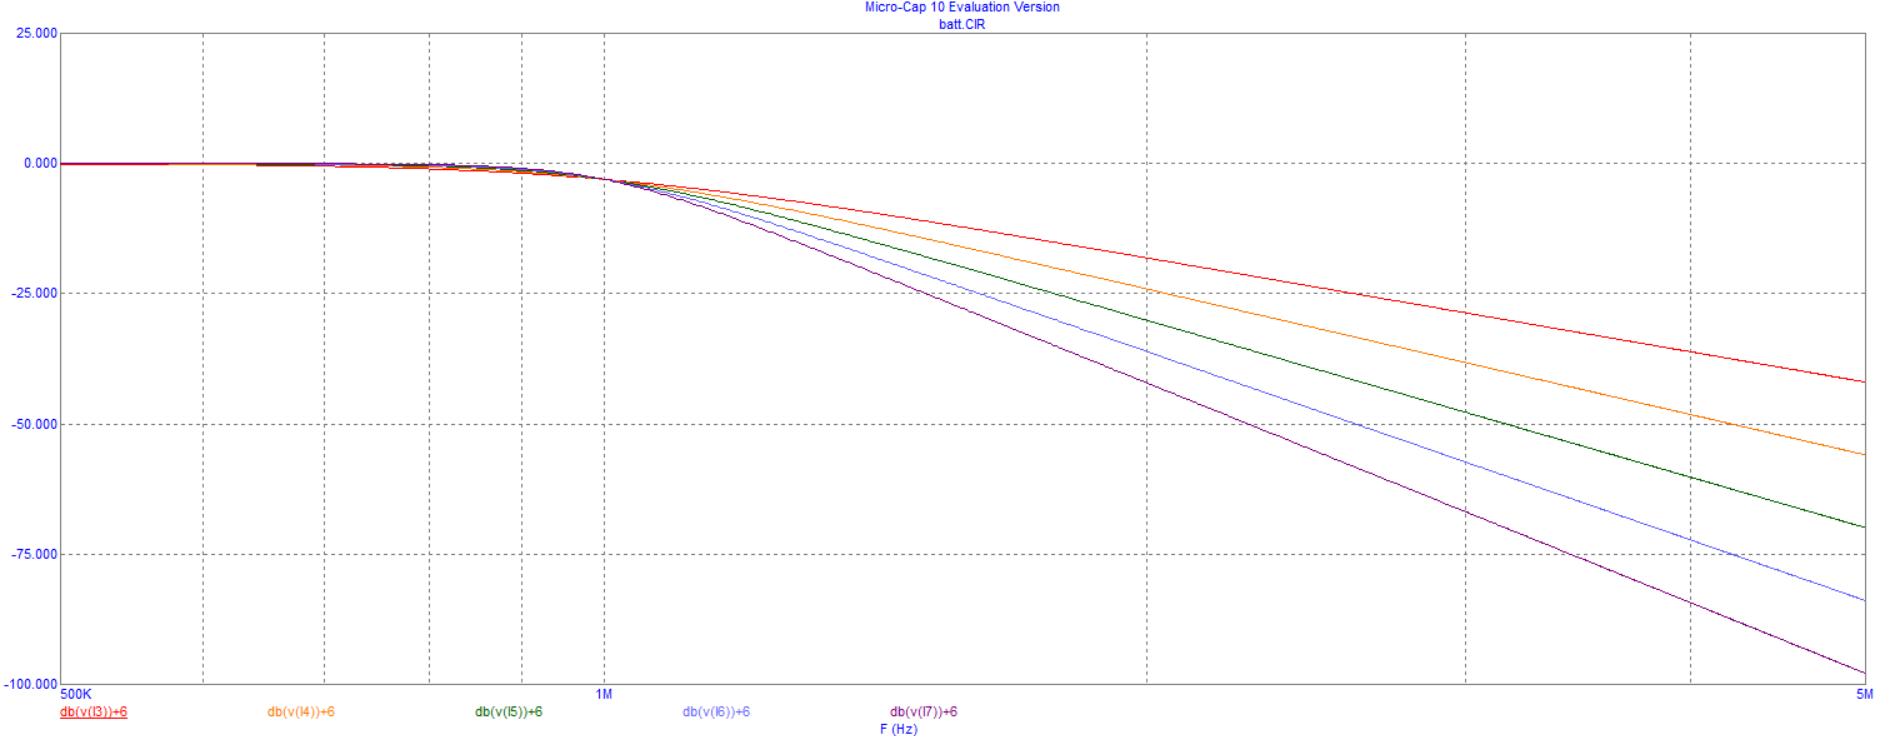 Micro-Cap 10 Evaluation Version
batt.CIR
25.000
0.000
-25.000
-50.000
-75.000
-100.000
500K 1M 5M
db(v(l3))+6 db(v(l4))+6 db(v(l5))+6 db(v(l6))+6 db(v(l7))+6
F (Hz)